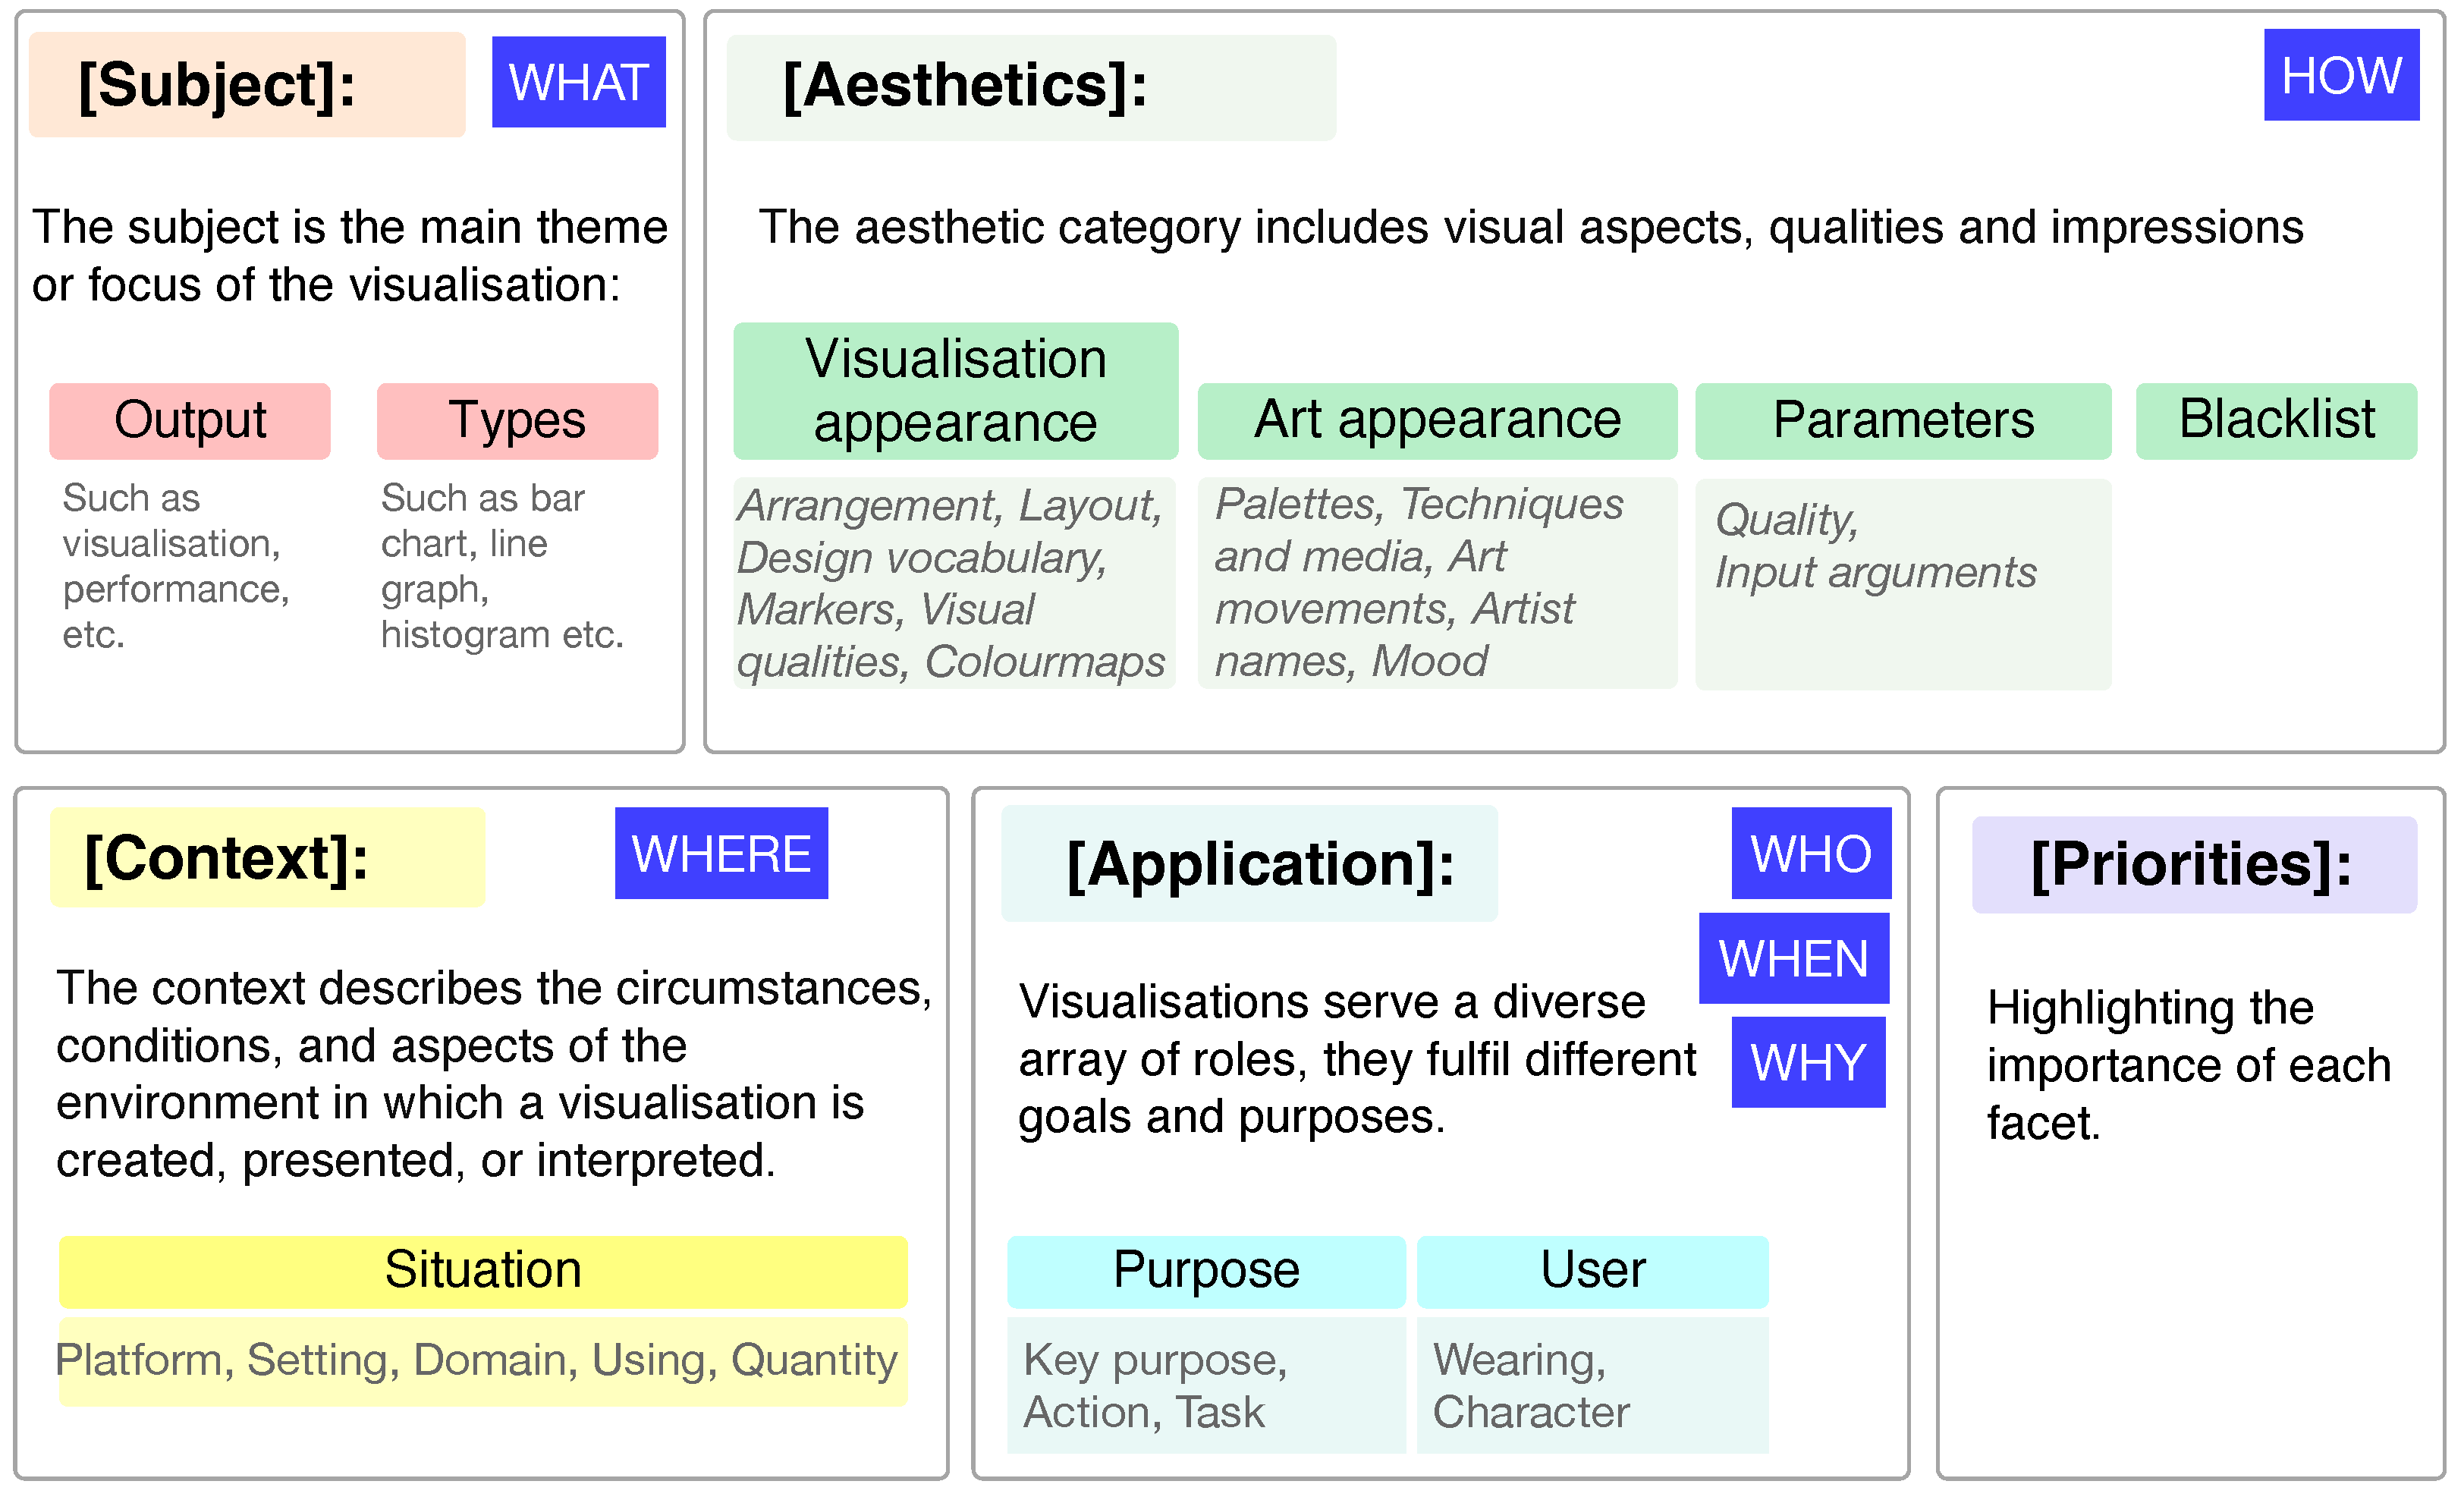 [Subject]:
WHAT
The subject is the main theme
or focus of the visualisation:
Output
Such as
visualisation,
performance,
etc.
Types
Such as bar
chart, line
graph,
histogram etc.
[Aesthetics]:
HOW
The aesthetic category includes visual aspects, qualities and impressions
Visualisation
appearance
Arrangement, Layout,
Design vocabulary,
Markers, Visual
qualities, Colourmaps
Art appearance
Palettes, Techniques
and media, Art
movements, Artist
names, Mood
Parameters
Quality,
Input arguments
Blacklist
[Context]:
WHERE
The context describes the circumstances,
conditions, and aspects of the
environment in which a visualisation is
created, presented, or interpreted.
Situation
Platform, Setting, Domain, Using, Quantity
[Application]:
WHO
WHEN
WHY
Visualisations serve a diverse
array of roles, they fulfil different
goals and purposes.
Purpose
Key purpose,
Action, Task
User
Wearing,
Character
[Priorities]:
Highlighting the
importance of each
facet.